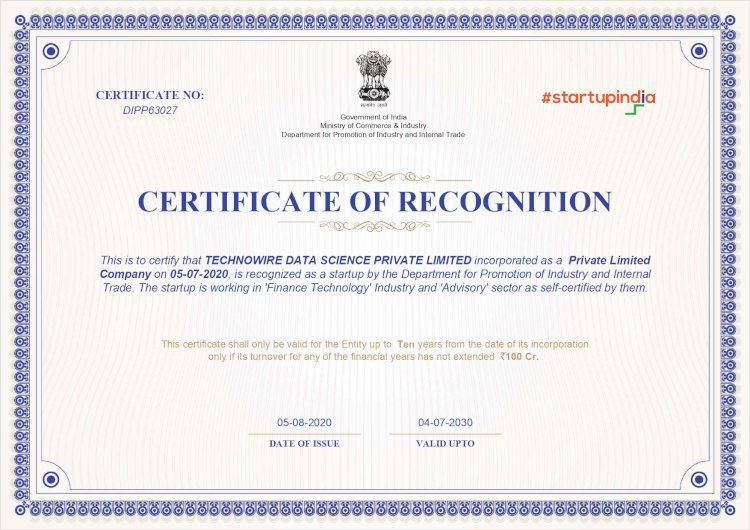 CERTIFICATE NO:
DIPP63027
सत्यमेव जयते
#startupindia
Government of India
Ministry of Commerce & Industry
Department for Promotion of Industry and Internal Trade
CERTIFICATE OF RECOGNITION
This is to certify that TECHNOWIRE DATA SCIENCE PRIVATE LIMITED incorporated as a Private Limited
Company on 05-07-2020, is recognized as a startup by the Department for Promotion of Industry and Internal
Trade. The startup is working in 'Finance Technology' Industry and 'Advisory' sector as self-certified by them.
This certificate shall only be valid for the Entity up to Ten years from the date of its incorporation
only if its turnover for any of the financial years has not extended ₹100 Cr.
05-08-2020
DATE OF ISSUE
04-07-2030
VALID UPTO